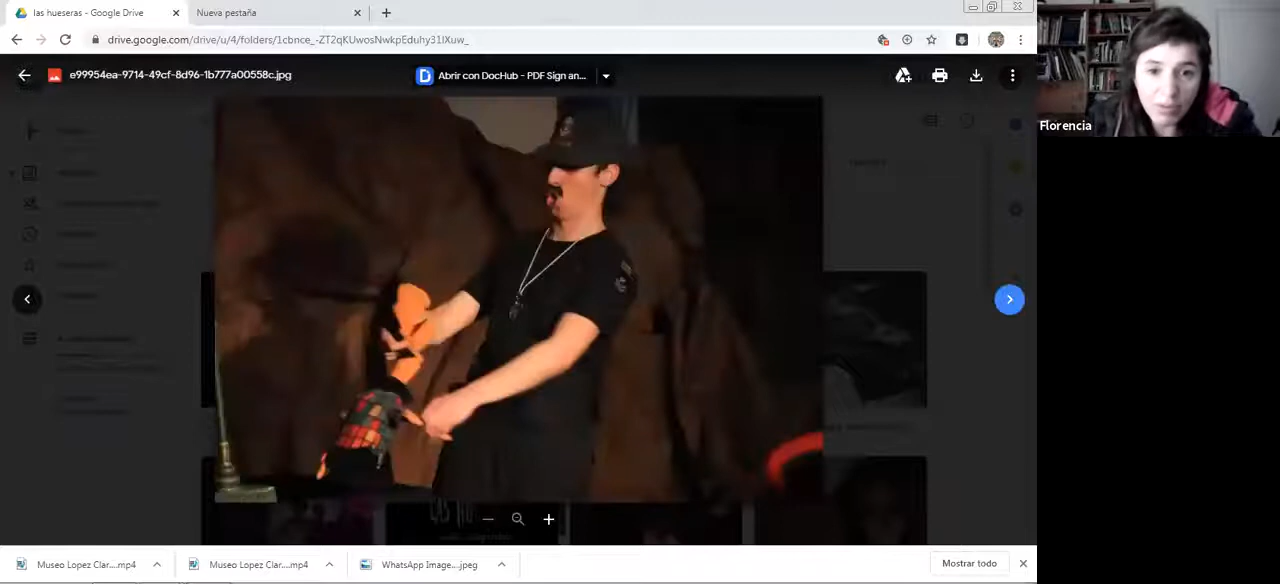 las hueseras - Google Drive
Nueva pestaña
drive.google.com/drive/u/4/folders/1cbnce_-ZT2qKUwosNwkpEduhy31lXuw_
e99954ea-9714-49cf-8d96-1b777a00558c.jpg
Abrir con DocHub - PDF Sign an...
Florencia
Museo Lopez Clar....mp4
Museo Lopez Clar....mp4
WhatsApp Image....jpeg
Mostrar todo